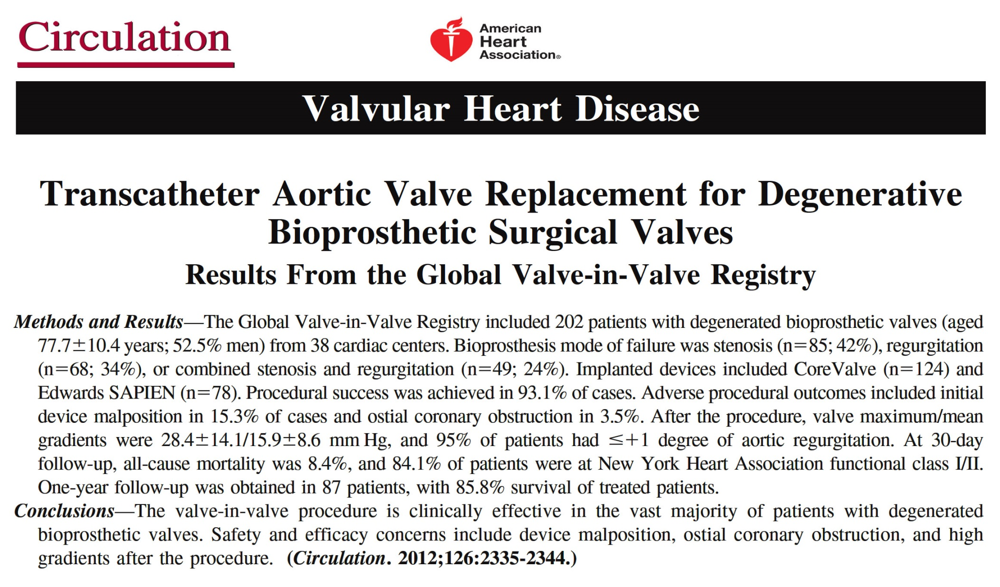 Circulation
American
Heart
Association®
Valvular Heart Disease
Transcatheter Aortic Valve Replacement for Degenerative
Bioprosthetic Surgical Valves
Results From the Global Valve-in-Valve Registry
Methods and Results—The Global Valve-in-Valve Registry included 202 patients with degenerated bioprosthetic valves (aged
77.7±10.4 years; 52.5% men) from 38 cardiac centers. Bioprosthesis mode of failure was stenosis (n=85; 42%), regurgitation
(n=68; 34%), or combined stenosis and regurgitation (n=49; 24%). Implanted devices included CoreValve (n=124) and
Edwards SAPIEN (n=78). Procedural success was achieved in 93.1% of cases. Adverse procedural outcomes included initial
device malposition in 15.3% of cases and ostial coronary obstruction in 3.5%. After the procedure, valve maximum/mean
gradients were 28.4±14.1/15.9±8.6 mm Hg, and 95% of patients had ≤+1 degree of aortic regurgitation. At 30-day
follow-up, all-cause mortality was 8.4%, and 84.1% of patients were at New York Heart Association functional class I/II.
One-year follow-up was obtained in 87 patients, with 85.8% survival of treated patients.
Conclusions—The valve-in-valve procedure is clinically effective in the vast majority of patients with degenerated
bioprosthetic valves. Safety and efficacy concerns include device malposition, ostial coronary obstruction, and high
gradients after the procedure. (Circulation. 2012;126:2335-2344.)